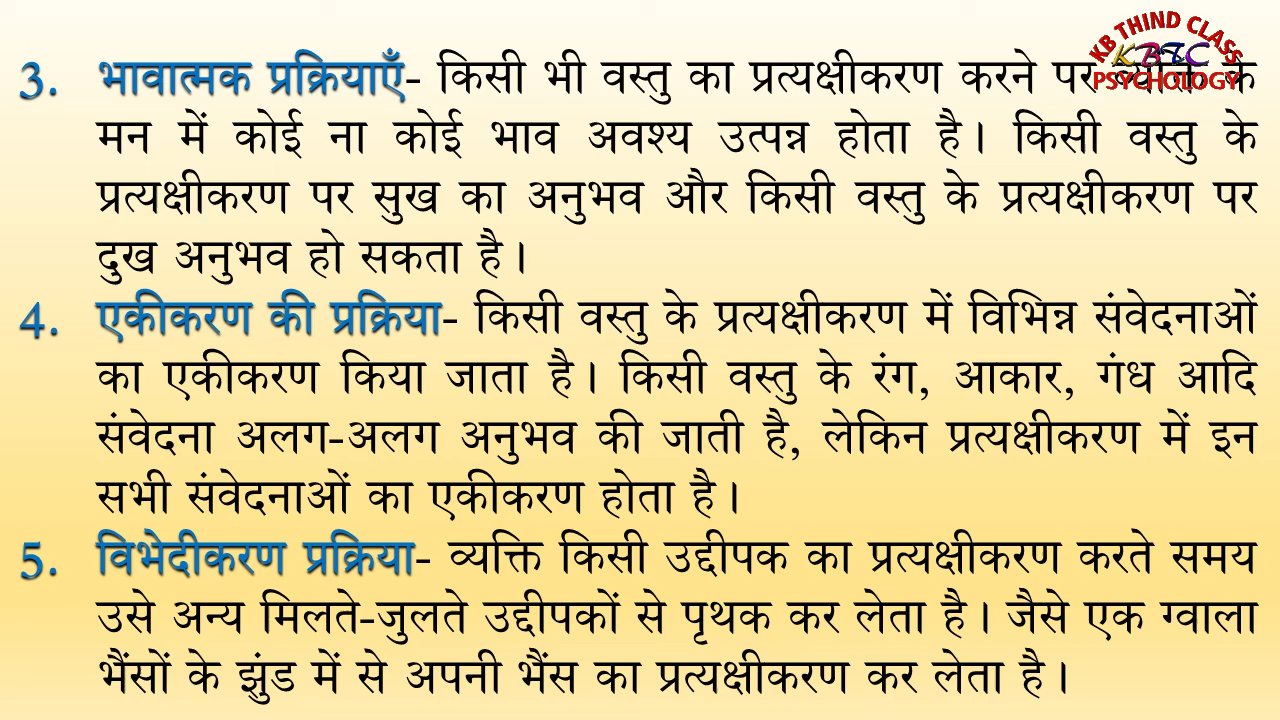 KB THIND CLASS
KBTC
PSYCHOLOGY
3. भावात्मक प्रक्रियाएँ- किसी भी वस्तु का प्रत्यक्षीकरण करने पर के
मन में कोई ना कोई भाव अवश्य उत्पन्न होता है। किसी वस्तु के
प्रत्यक्षीकरण पर सुख का अनुभव और किसी वस्तु के प्रत्यक्षीकरण पर
दुख अनुभव हो सकता है।
4. एकीकरण की प्रक्रिया- किसी वस्तु के प्रत्यक्षीकरण में विभिन्न संवेदनाओं
का एकीकरण किया जाता है। किसी वस्तु के रंग, आकार, गंध आदि
संवेदना अलग-अलग अनुभव की जाती है, लेकिन प्रत्यक्षीकरण में इन
सभी संवेदनाओं का एकीकरण होता है।
5. विभेदीकरण प्रक्रिया- व्यक्ति किसी उद्दीपक का प्रत्यक्षीकरण करते समय
उसे अन्य मिलते-जुलते उद्दीपकों से पृथक कर लेता है। जैसे एक ग्वाला
भैंसों के झुंड में से अपनी भैंस का प्रत्यक्षीकरण कर लेता है।